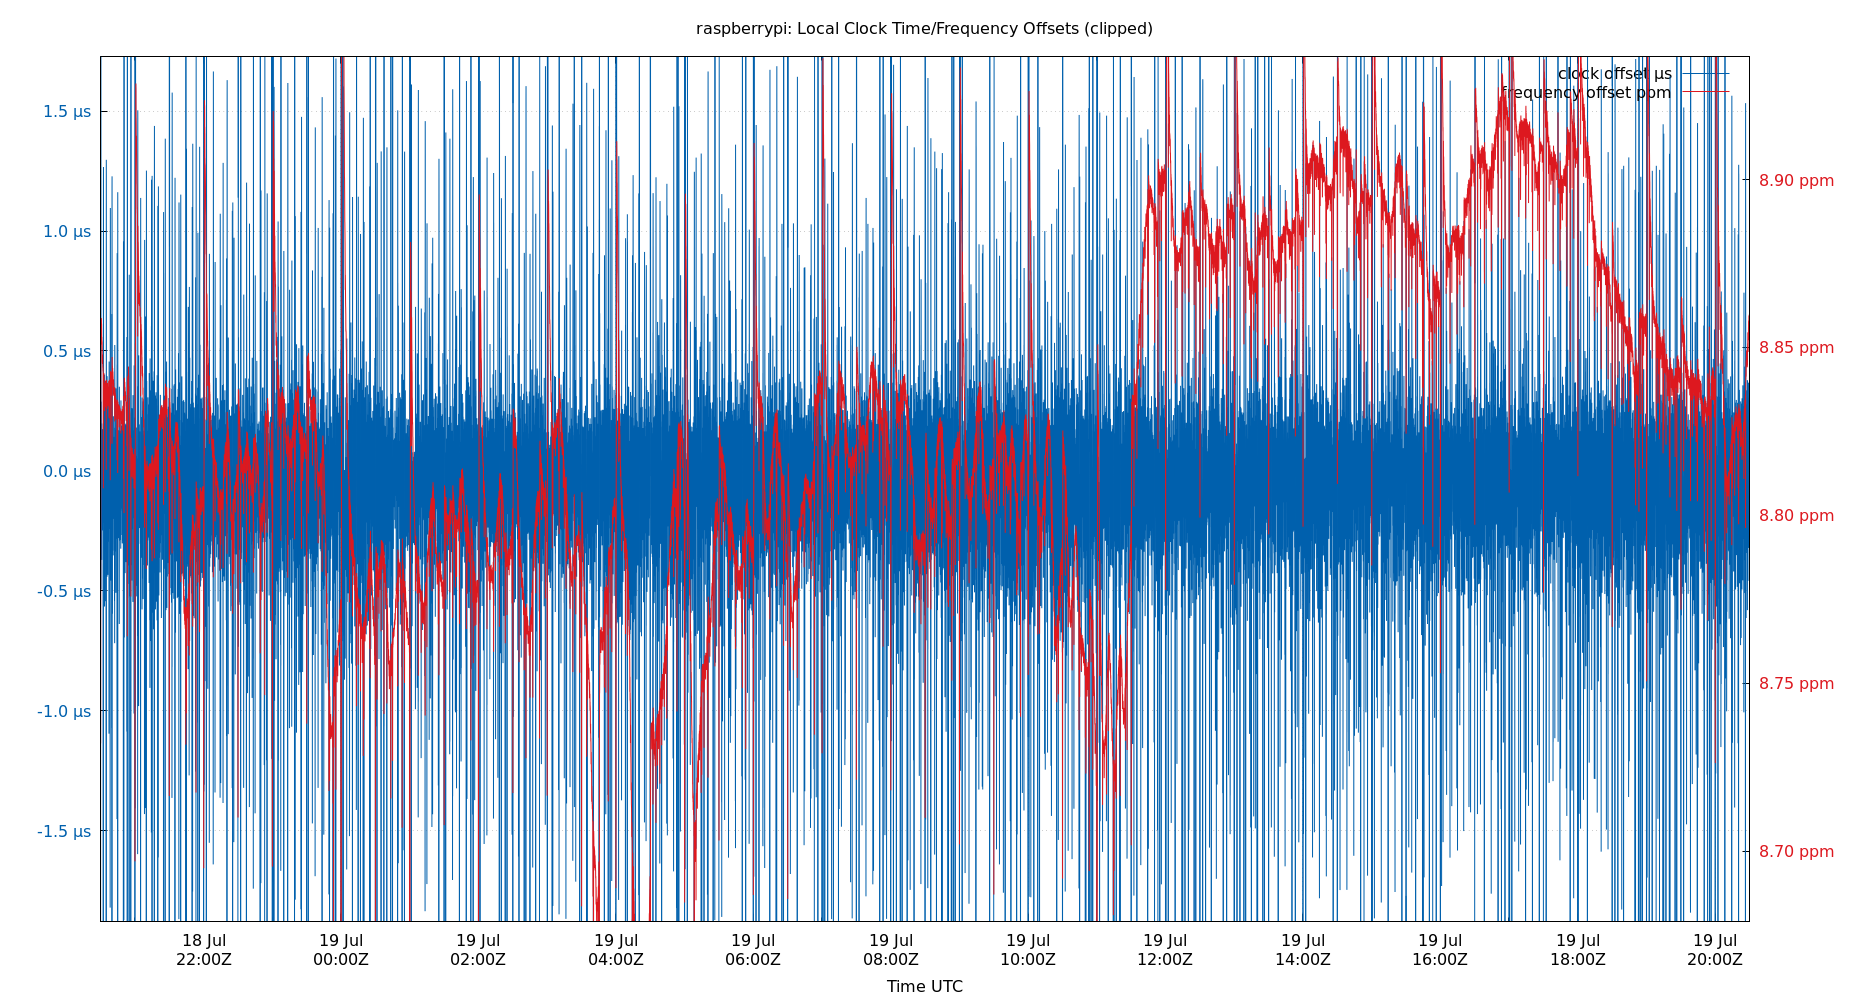 raspberrypi: Local Clock Time/Frequency Offsets (clipped)
clock offset µs
frequency offset ppm
1.5 µs
1.0 µs
0.5 µs
0.0 µs
-0.5 µs
-1.0 µs
-1.5 µs
8.90 ppm
8.85 ppm
8.80 ppm
8.75 ppm
8.70 ppm
18 Jul
22:00Z
19 Jul
00:00Z
19 Jul
02:00Z
19 Jul
04:00Z
19 Jul
06:00Z
19 Jul
08:00Z
19 Jul
10:00Z
19 Jul
12:00Z
19 Jul
14:00Z
19 Jul
16:00Z
19 Jul
18:00Z
19 Jul
20:00Z
Time UTC